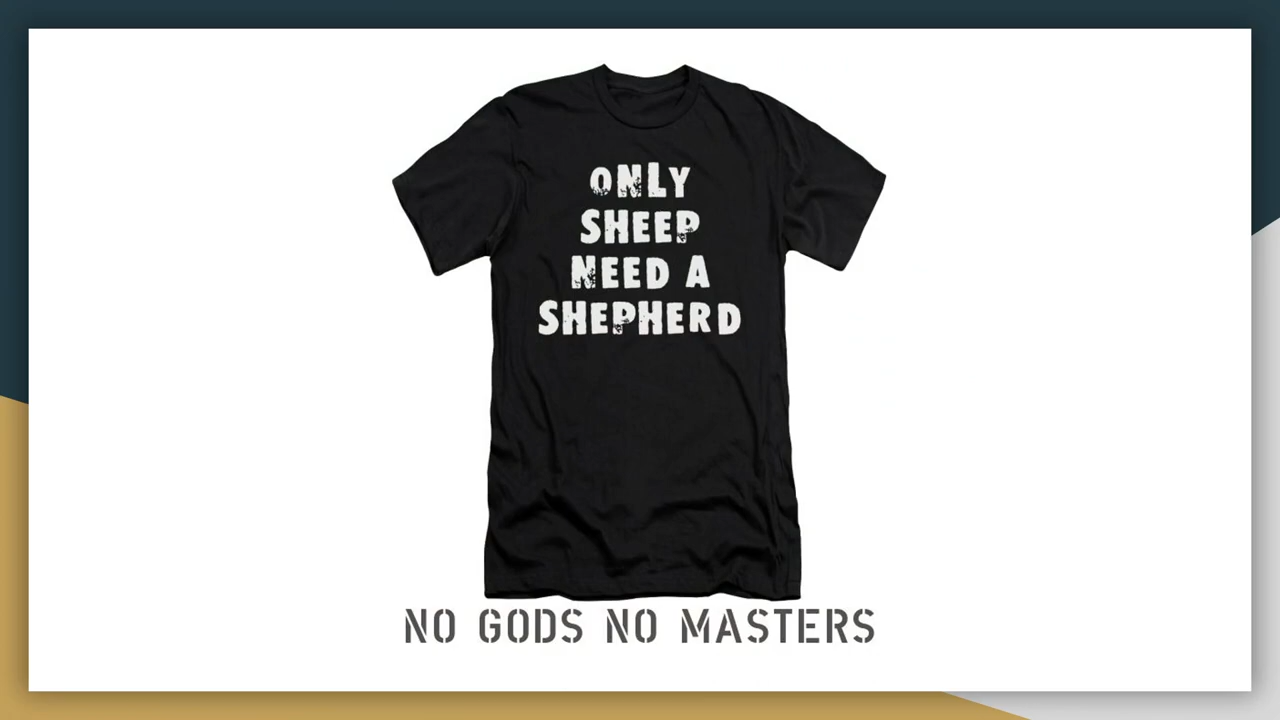 ONLY
SHEEP
NEED A
SHEPHERD
NO GODS NO MASTERS